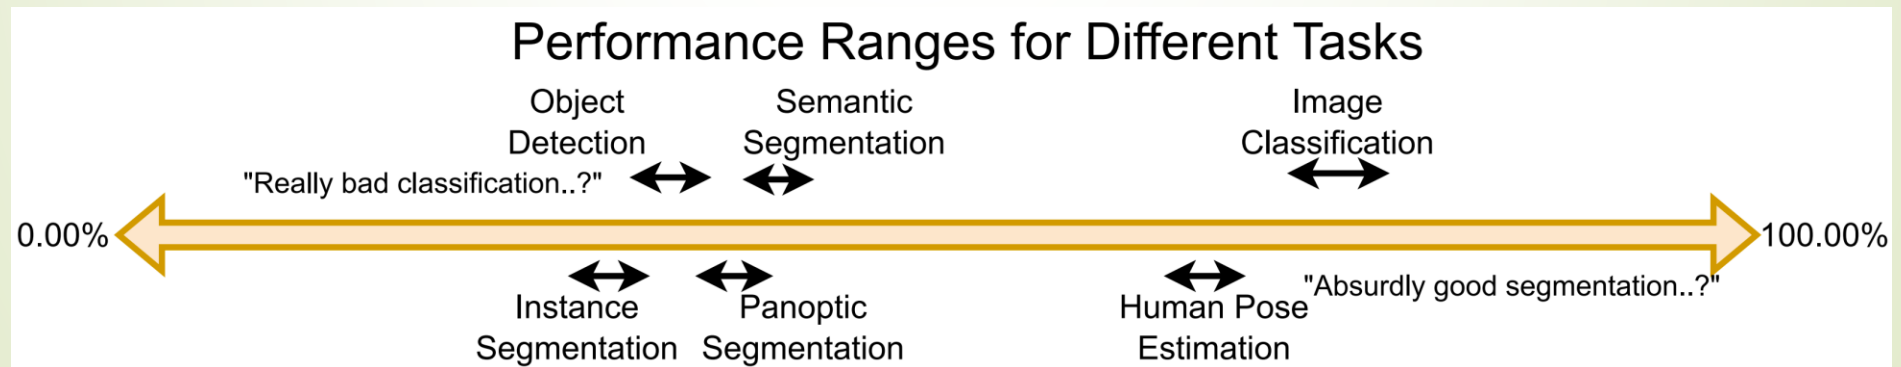 Performance Ranges for Different Tasks
Object
Detection
Semantic
Segmentation
Image
Classification
"Really bad classification..?"
0.00%
100.00%
Instance
Segmentation
Panoptic
Segmentation
Human Pose
Estimation
"Absurdly good segmentation..?"